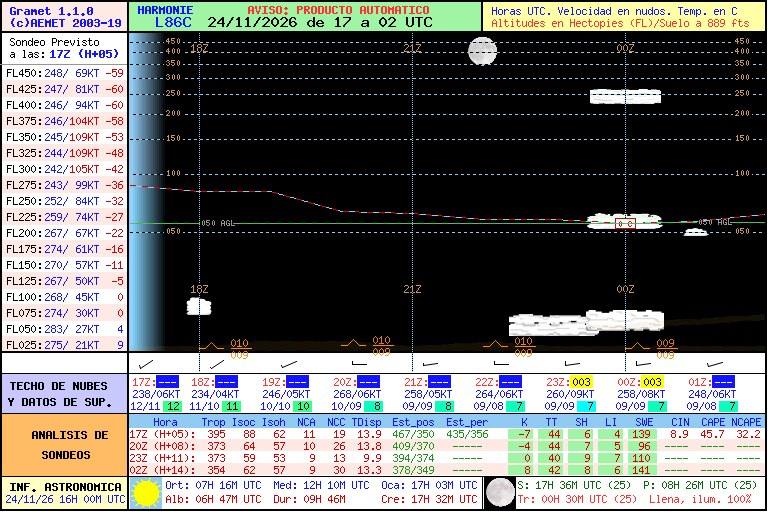 Gramet 1.1.0
(c)AEMET 2003-19
HARMONIE
L86C
AVISO: PRODUCTO AUTOMATICO
24/11/2026 de 17 a 02 UTC
Horas UTC. Velocidad en nudos. Temp. en C
Altitudes en Hectopies (FL)/Suelo a 889 fts
Sondeo Previsto
a las: 17Z (H+05)
FL450:248/ 69KT -59
FL425:247/ 81KT -60
FL400:246/ 94KT -60
FL375:246/104KT -58
FL350:245/109KT -53
FL325:244/109KT -48
FL300:242/105KT -42
FL275:243/ 99KT -36
FL250:252/ 84KT -32
FL225:259/ 74KT -27
FL200:267/ 67KT -22
FL175:274/ 61KT -16
FL150:270/ 57KT -11
FL125:267/ 50KT -5
FL100:268/ 45KT 0
FL075:274/ 30KT 0
FL050:283/ 27KT 4
FL025:275/ 21KT 9
18Z 21Z 00Z
450 450
400 400
350 350
300 300
250 250
200 200
150 150
100 100
050 AGL 0 C 050 AGL
050 050
18Z 21Z 00Z
010 010 010 009
009 009 009 009
TECHO DE NUBES
Y DATOS DE SUP.
17Z:--- 18Z:--- 19Z:--- 20Z:--- 21Z:--- 22Z:--- 23Z:003 00Z:003 01Z:---
238/06KT 234/04KT 246/05KT 268/06KT 258/05KT 264/07KT 260/09KT 258/08KT 248/06KT
12/11 12 11/10 11 10/10 10 10/09 8 10/09 8 09/08 7 09/09 7 09/08 7 09/08 7
ANALISIS DE
SONDEOS
Hora Trop Isoc Isoh NCA NCC TDisp Est_pos Est_per K TT SH LI SWE CIN CAPE NCAPE
17Z (H+05): 395 88 62 11 19 13.9 467/350 435/356 -7 44 6 4 139 8.9 45.7 32.2
20Z (H+08): 373 64 57 10 26 13.8 409/370 ----- -4 44 7 5 96 ---- ---- ----
23Z (H+11): 373 59 53 9 13 9.9 394/374 ----- 0 40 9 7 110 ---- ---- ----
02Z (H+14): 354 62 57 9 30 13.3 378/349 ----- 8 42 8 6 141 ---- ---- ----
INF. ASTRONOMICA
24/11/26 16H 00M UTC
Ort: 07H 16M UTC Med: 12H 10M UTC Oca: 17H 03M UTC
Alb: 06H 47M UTC Dur: 09H 46M Cre: 17H 32M UTC
S: 17H 36M UTC (25) P: 08H 26M UTC (25)
Tr: 00H 30M UTC (25) Llena, ilum. 100%